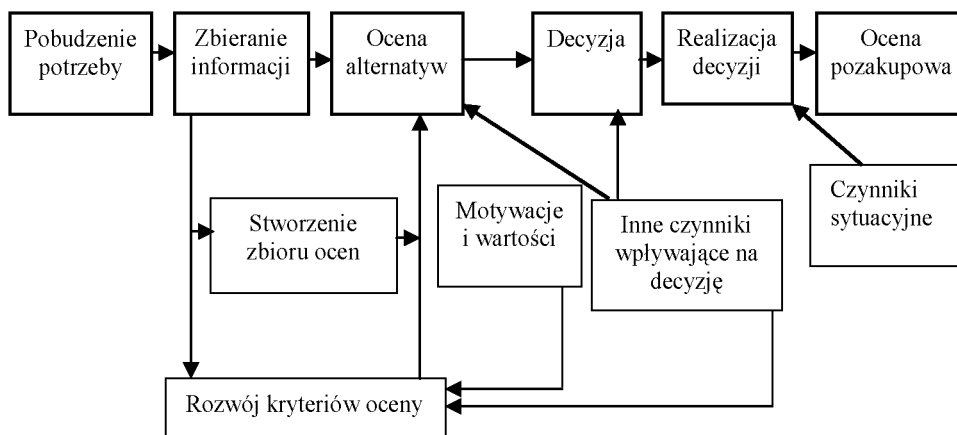 Pobudzenie
potrzeby
Zbieranie
informacji
Ocena
alternatyw
Decyzja
Realizacja
decyzji
Ocena
pozakupowa
Stworzenie
zbioru ocen
Motywacje
i wartości
Inne czynniki
wpływające na
decyzję
Czynniki
sytuacyjne
Rozwój kryteriów oceny